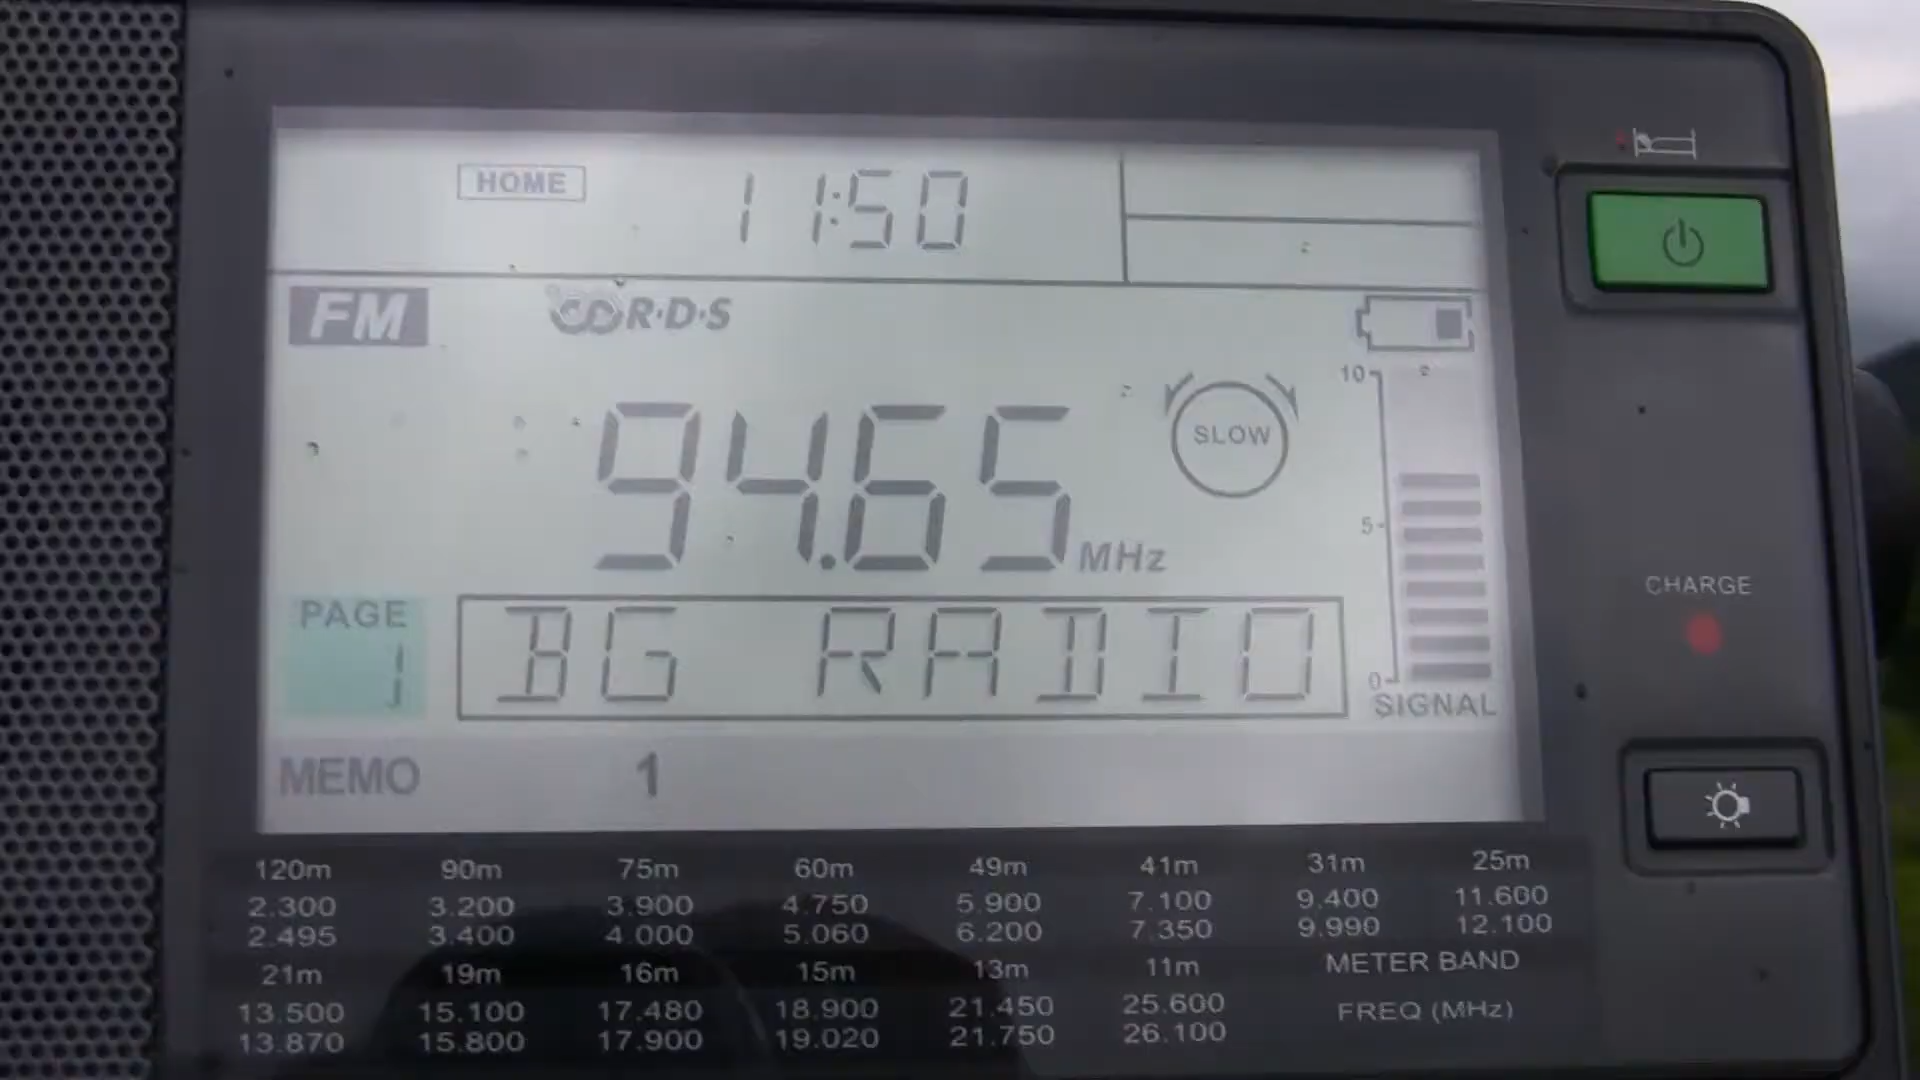 HOME 11:50
FM R·D·S
10
SLOW
94.65 MHz
5
CHARGE
PAGE
1
BG RADIO
0
SIGNAL
MEMO 1
120m 90m 75m 60m 49m 41m 31m 25m
2.300 3.200 3.900 4.750 5.900 7.100 9.400 11.600
2.495 3.400 4.000 5.060 6.200 7.350 9.990 12.100
21m 19m 16m 15m 13m 11m METER BAND
13.500 15.100 17.480 18.900 21.450 25.600 FREQ (MHz)
13.870 15.800 17.900 19.020 21.750 26.100